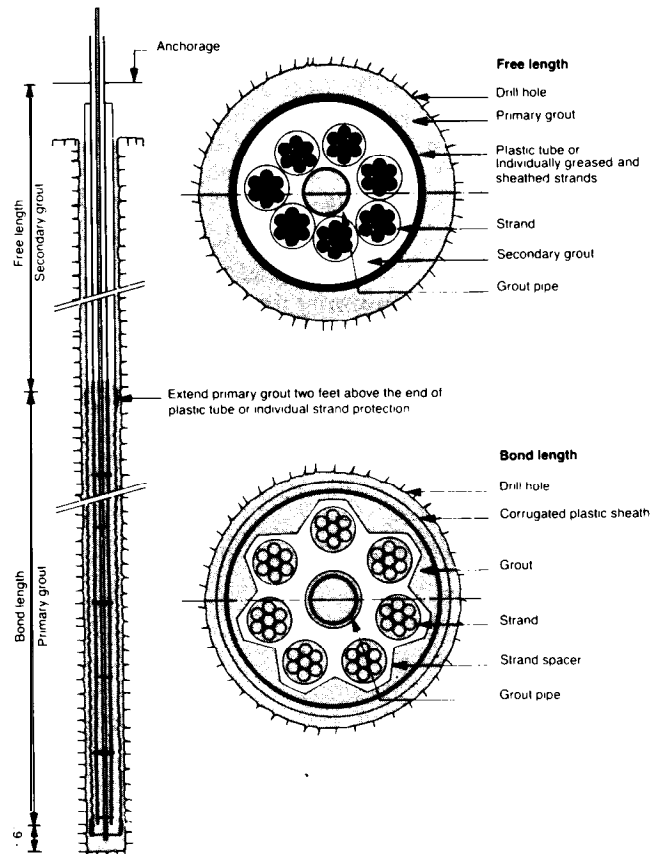 Anchorage
Free length
Drill hole
Primary grout
Plastic tube or
Individually greased and
sheathed strands
Strand
Secondary grout
Grout pipe
Free length
Secondary grout
Extend primary grout two feet above the end of
plastic tube or individual strand protection
Bond length
Drill hole
Corrugated plastic sheath
Grout
Strand
Strand spacer
Grout pipe
Bond length
Primary grout